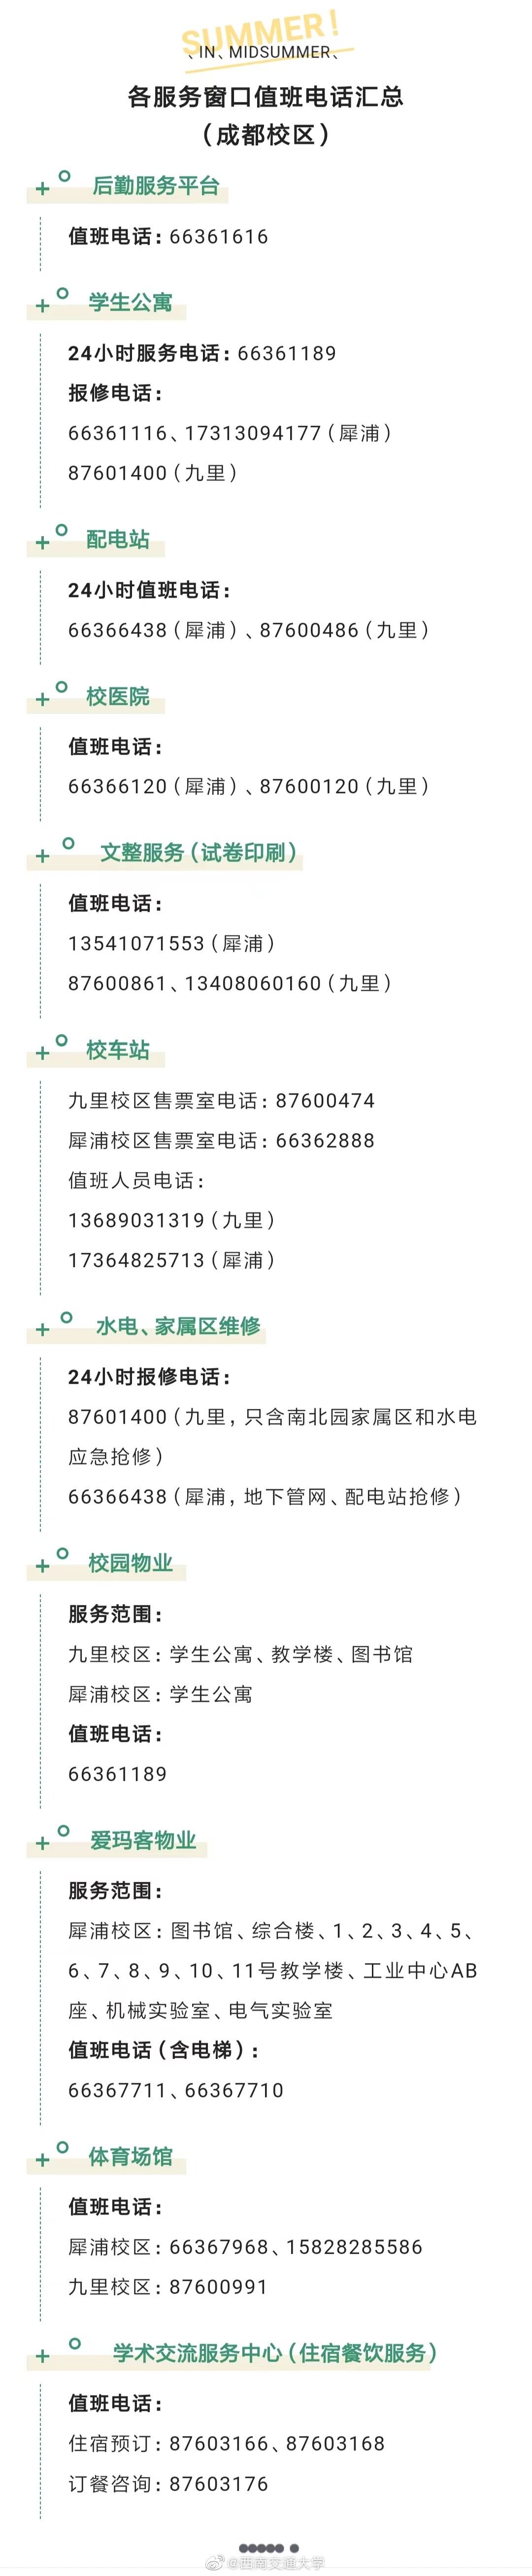 SUMMER!
、IN、MIDSUMMER、
各服务窗口值班电话汇总
（成都校区）
后勤服务平台
值班电话：66361616
学生公寓
24小时服务电话：66361189
报修电话：
66361116、17313094177（犀浦）
87601400（九里）
配电站
24小时值班电话：
66366438（犀浦）、87600486（九里）
校医院
值班电话：
66366120（犀浦）、87600120（九里）
文整服务（试卷印刷）
值班电话：
13541071553（犀浦）
87600861、13408060160（九里）
校车站
九里校区售票室电话：87600474
犀浦校区售票室电话：66362888
值班人员电话：
13689031319（九里）
17364825713（犀浦）
水电、家属区维修
24小时报修电话：
87601400（九里，只含南北园家属区和水电
应急抢修）
66366438（犀浦，地下管网、配电站抢修）
校园物业
服务范围：
九里校区：学生公寓、教学楼、图书馆
犀浦校区：学生公寓
值班电话：
66361189
爱玛客物业
服务范围：
犀浦校区：图书馆、综合楼、1、2、3、4、5、
6、7、8、9、10、11号教学楼、工业中心AB
座、机械实验室、电气实验室
值班电话（含电梯）：
66367711、66367710
体育场馆
值班电话：
犀浦校区：66367968、15828285586
九里校区：87600991
学术交流服务中心（住宿餐饮服务）
值班电话：
住宿预订：87603166、87603168
订餐咨询：87603176
@西南交通大学